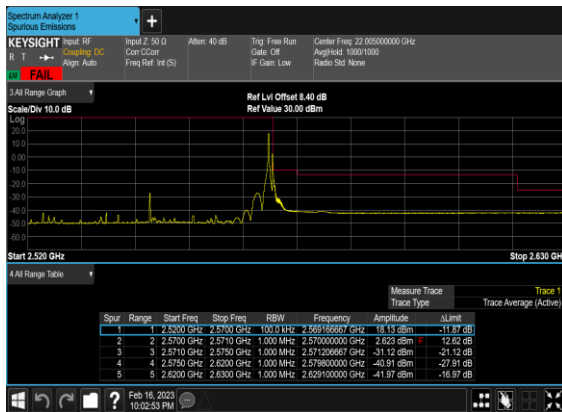 Spectrum Analyzer 1
Spurious Emissions
KEYSIGHT Input: RF Input Z: 50 Ω Atten: 40 dB Trig: Free Run Center Freq: 22.005000000 GHz
R T Coupling: DC Corr CCorr Gate: Off Avg|Hold: 1000/1000
Align: Auto Freq Ref: Int (S) IF Gain: Low Radio Std: None
FAIL
3 All Range Graph
Ref Lvl Offset 8.40 dB
Scale/Div 10.0 dB Ref Value 30.00 dBm
Log
20.0
10.0
0.00
-10.0
-20.0
-30.0
-40.0
-50.0
-60.0
Start 2.520 GHz Stop 2.630 GH
4 All Range Table
Measure Trace Trace 1
Trace Type Trace Average (Active)
Spur Range Start Freq Stop Freq RBW Frequency Amplitude ΔLimit
1 1 2.5200 GHz 2.5700 GHz 100.0 kHz 2.569166667 GHz 18.13 dBm -11.87 dB
2 2 2.5700 GHz 2.5710 GHz 1.000 MHz 2.570000000 GHz 2.623 dBm F 12.62 dB
3 3 2.5710 GHz 2.5750 GHz 1.000 MHz 2.571206667 GHz -31.12 dBm -21.12 dB
4 4 2.5750 GHz 2.6200 GHz 1.000 MHz 2.579800000 GHz -40.91 dBm -27.91 dB
5 5 2.6200 GHz 2.6300 GHz 1.000 MHz 2.629100000 GHz -41.97 dBm -16.97 dB
Feb 16, 2023
10:02:53 PM